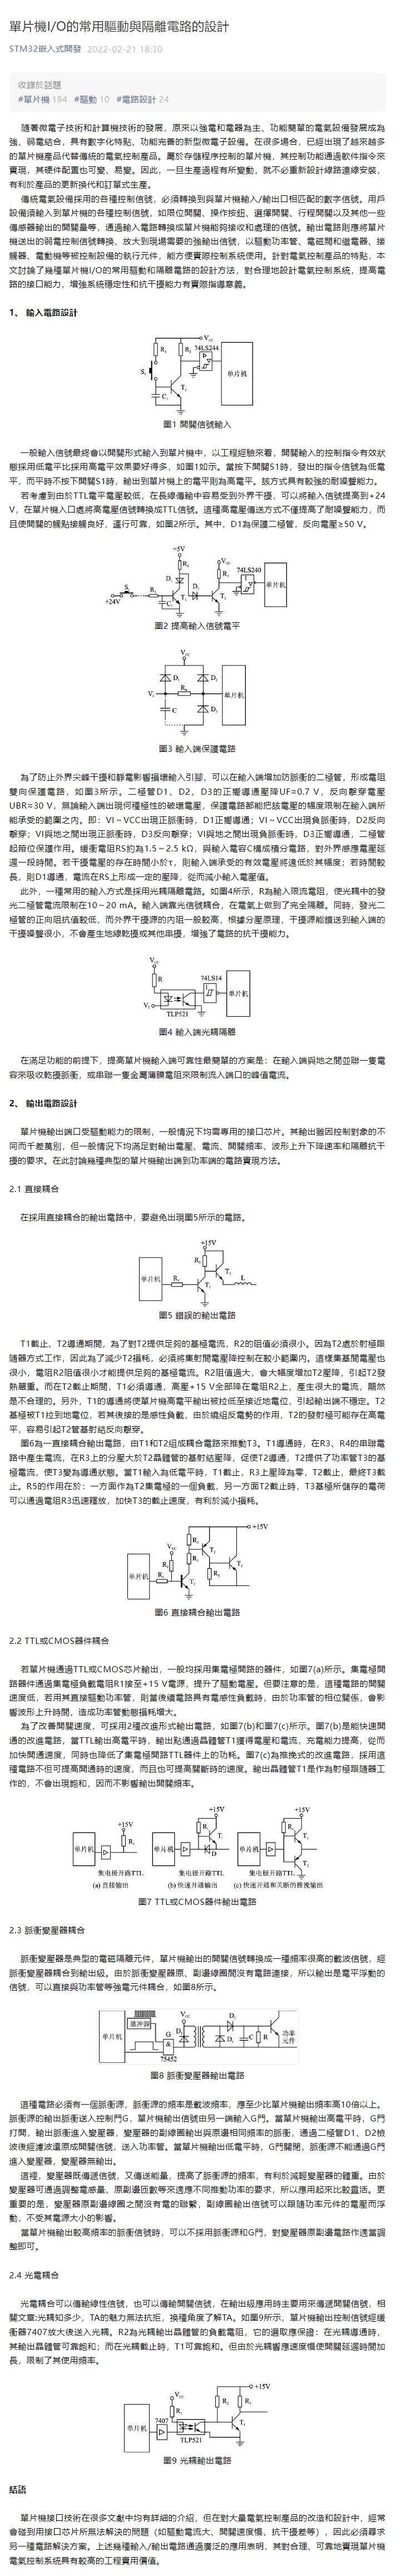 單片機I/O的常用驅動與隔離電路的設計
STM32嵌入式開發 2022-02-21 18:30
收錄於話題
#單片機 184 #驅動 10 #電路設計 24
隨著微電子技術和計算機技術的發展，原來以強電和電器為主、功能簡單的電氣設備發展成為
強、弱電結合，具有數字化特點、功能完善的新型微電子設備。在很多場合，已經出現了越來越多
的單片機產品代替傳統的電氣控制產品。屬於存儲程序控制的單片機，其控制功能通過軟件指令來
實現，其硬件配置也可變、易變。因此，一旦生產過程有所變動，就不必重新設計線路連線安裝，
有利於產品的更新換代和訂單式生產。
傳統電氣設備採用的各種控制信號，必須轉換到與單片機輸入/輸出口相匹配的數字信號。用戶
設備須輸入到單片機的各種控制信號，如限位開關、操作按鈕、選擇開關、行程開關以及其他一些
傳感器輸出的開關量等，通過輸入電路轉換成單片機能夠接收和處理的信號。輸出電路則應將單片
機送出的弱電控制信號轉換、放大到現場需要的強輸出信號，以驅動功率管、電磁閥和繼電器、接
觸器、電動機等被控制設備的執行元件，能方便實際控制系統使用。針對電氣控制產品的特點，本
文討論了幾種單片機I/O的常用驅動和隔離電路的設計方法，對合理地設計電氣控制系統，提高電
路的接口能力，增強系統穩定性和抗干擾能力有實際指導意義。
1、 輸入電路設計
VCC
R1 R2 74LS244
S1 单片机
C1 T1
圖1 開關信號輸入
一般輸入信號最終會以開關形式輸入到單片機中，以工程經驗來看，開關輸入的控制指令有效狀
態採用低電平比採用高電平效果要好得多，如圖1如示。當按下開關S1時，發出的指令信號為低電
平，而平時不按下開關S1時，輸出到單片機上的電平則為高電平。該方式具有較強的耐噪聲能力。
若考慮到由於TTL電平電壓較低，在長線傳輸中容易受到外界干擾，可以將輸入信號提高到+24
V，在單片機入口處將高電壓信號轉換成TTL信號。這種高電壓傳送方式不僅提高了耐噪聲能力，而
且使開關的觸點接觸良好，運行可靠，如圖2所示。其中，D1為保護二極管，反向電壓≥50 V。
+5V
VCC 74LS240
单片机
+24V
圖2 提高輸入信號電平
VCC
D1 D2
V1 单片机
C D3
圖3 輸入端保護電路
為了防止外界尖峰干擾和靜電影響損壞輸入引腳，可以在輸入端增加防脈衝的二極管，形成電阻
雙向保護電路，如圖3所示。二極管D1、D2、D3的正嚮導通壓降UF≈0.7 V，反向擊穿電壓
UBR≈30 V，無論輸入端出現何種極性的破壞電壓，保護電路都能把該電壓的幅度限制在輸入端所
能承受的範圍之內。即：VI～VCC出現正脈衝時，D1正嚮導通；VI～VCC出現負脈衝時，D2反向
擊穿；VI與地之間出現正脈衝時，D3反向擊穿；VI與地之間出現負脈衝時，D3正嚮導通，二極管
起箝位保護作用。緩衝電阻RS約為1.5～2.5 kΩ，與輸入電容C構成積分電路，對外界感應電壓延
遲一段時間。若干擾電壓的存在時間小於τ，則輸入端承受的有效電壓將遠低於其幅度；若時間較
長，則D1導通，電流在RS上形成一定的壓降，從而減小輸入電壓值。
此外，一種常用的輸入方式是採用光耦隔離電路。如圖4所示，R為輸入限流電阻，使光耦中的發
光二極管電流限制在10～20 mA。輸入端靠光信號耦合，在電氣上做到了完全隔離。同時，發光二
極管的正向阻抗值較低，而外界干擾源的內阻一般較高，根據分壓原理，干擾源能饋送到輸入端的
干擾噪聲很小，不會產生地線乾擾或其他串擾，增強了電路的抗干擾能力。
VCC
R 74LS14
单片机
V1
TLP521
圖4 輸入端光耦隔離
在滿足功能的前提下，提高單片機輸入端可靠性最簡單的方案是：在輸入端與地之間並聯一隻電
容來吸收乾擾脈衝，或串聯一隻金屬薄膜電阻來限制流入端口的峰值電流。
2、 輸出電路設計
單片機輸出端口受驅動能力的限制，一般情況下均需專用的接口芯片。其輸出雖因控制對象的不
同而千差萬別，但一般情況下均滿足對輸出電壓、電流、開關頻率、波形上升下降速率和隔離抗干
擾的要求。在此討論幾種典型的單片機輸出端到功率端的電路實現方法。
2.1 直接耦合
在採用直接耦合的輸出電路中，要避免出現圖5所示的電路。
+15V
R2
单片机 R1 T2 L
T1
圖5 錯誤的輸出電路
T1截止、T2導通期間，為了對T2提供足夠的基極電流，R2的阻值必須很小。因為T2處於射極跟
隨器方式工作，因此為了減少T2損耗，必須將集射間電壓降控制在較小範圍內。這樣集基間電壓也
很小，電阻R2阻值很小才能提供足夠的基極電流。R2阻值過大，會大幅度增加T2壓降，引起T2發
熱嚴重。而在T2截止期間，T1必須導通，高壓+15 V全部降在電阻R2上，產生很大的電流，顯然
是不合理的。另外，T1的導通將使單片機高電平輸出被拉低至接近地電位，引起輸出端不穩定。T2
基極被T1拉到地電位，若其後接的是感性負載，由於繞組反電勢的作用，T2的發射極可能存在高電
平，容易引起T2管基射結反向擊穿。
圖6為一直接耦合輸出電路，由T1和T2組成耦合電路來推動T3。T1導通時，在R3、R4的串聯電
路中產生電流，在R3上的分壓大於T2晶體管的基射結壓降，促使T2導通，T2提供了功率管T3的基
極電流，使T3變為導通狀態。當T1輸入為低電平時，T1截止，R3上壓降為零，T2截止，最終T3截
止。R5的作用在於：一方面作為T2集電極的一個負載，另一方面T2截止時，T3基極所儲存的電荷
可以通過電阻R3迅速釋放，加快T3的截止速度，有利於減小損耗。
+15V
VCC
单片机
圖6 直接耦合輸出電路
2.2 TTL或CMOS器件耦合
若單片機通過TTL或CMOS芯片輸出，一般均採用集電極開路的器件，如圖7(a)所示。集電極開
路器件通過集電極負載電阻R1接至+15 V電源，提升了驅動電壓。但要注意的是，這種電路的開關
速度低，若用其直接驅動功率管，則當後續電路具有電感性負載時，由於功率管的相位關係，會影
響波形上升時間，造成功率管動態損耗增大。
為了改善開關速度，可採用2種改進形式輸出電路，如圖7(b)和圖7(c)所示。圖7(b)是能快速開
通的改進電路，當TTL輸出高電平時，輸出點通過晶體管T1獲得電壓和電流，充電能力提高，從而
加快開通速度，同時也降低了集電極開路TTL器件上的功耗。圖7(c)為推挽式的改進電路，採用這
種電路不但可提高開通時的速度，而且也可提高關斷時的速度。輸出晶體管T1是作為射極跟隨器工
作的，不會出現飽和，因而不影響輸出開關頻率。
+15V +15V +15V
单片机 单片机 单片机
集电极开路TTL 集电极开路TTL 集电极开路TTL
(a) 直接输出 (b) 快速开通输出 (c) 快速开通和关断的推挽输出
圖7 TTL或CMOS器件輸出電路
2.3 脈衝變壓器耦合
脈衝變壓器是典型的電磁隔離元件，單片機輸出的開關信號轉換成一種頻率很高的載波信號，經
脈衝變壓器耦合到輸出級。由於脈衝變壓器原、副邊線圈間沒有電路連接，所以輸出是電平浮動的
信號，可以直接與功率管等強電元件耦合，如圖8所示。
单片机 脉冲源 VCC
G & 75452
C R 功率元件
圖8 脈衝變壓器輸出電路
這種電路必須有一個脈衝源，脈衝源的頻率是載波頻率，應至少比單片機輸出頻率高10倍以上。
脈衝源的輸出脈衝送入控制門G，單片機輸出信號由另一端輸入G門。當單片機輸出高電平時，G門
打開，輸出脈衝進入變壓器，變壓器的副線圈輸出與原邊相同頻率的脈衝，通過二極管D1、D2檢
波後經濾波還原成開關信號，送入功率管。當單片機輸出低電平時，G門關閉，脈衝源不能通過G門
進入變壓器，變壓器無輸出。
這裡，變壓器既傳遞信號，又傳送能量，提高了脈衝源的頻率，有利於減輕變壓器的體重。由於
變壓器可通過調整電感量、原副邊匝數等來適應不同推動功率的要求，所以應用起來比較靈活。更
重要的是，變壓器原副邊線圈之間沒有電的聯繫，副線圈輸出信號可以跟隨功率元件的電壓而浮
動，不受其電源大小的影響。
當單片機輸出較高頻率的脈衝信號時，可以不採用脈衝源和G門，對變壓器原副邊電路作適當調
整即可。
2.4 光電耦合
光電耦合可以傳輸線性信號，也可以傳輸開關信號，在輸出級應用時主要用來傳遞開關信號，相
關文章:光耦知多少，TA的魅力無法抗拒，換種角度了解TA。如圖9所示，單片機輸出控制信號經緩
衝器7407放大後送入光耦。R2為光耦輸出晶體管的負載電阻，它的選取應保證：在光耦導通時，
其輸出晶體管可靠飽和；而在光耦截止時，T1可靠飽和。但由於光耦響應速度慢使開關延遲時間加
長，限制了其使用頻率。
+15V
VCC
R1 R2 R3
单片机 7407 T1
TLP521
圖9 光耦輸出電路
結語
單片機接口技術在很多文獻中均有詳細的介紹，但在對大量電氣控制產品的改造和設計中，經常
會碰到用接口芯片所無法解決的問題（如驅動電流大、開關速度慢、抗干擾差等），因此必須尋求
另一種電路解決方案。上述幾種輸入/輸出電路通過廣泛的應用表明，其對合理、可靠地實現單片機
電氣控制系統具有較高的工程實用價值。